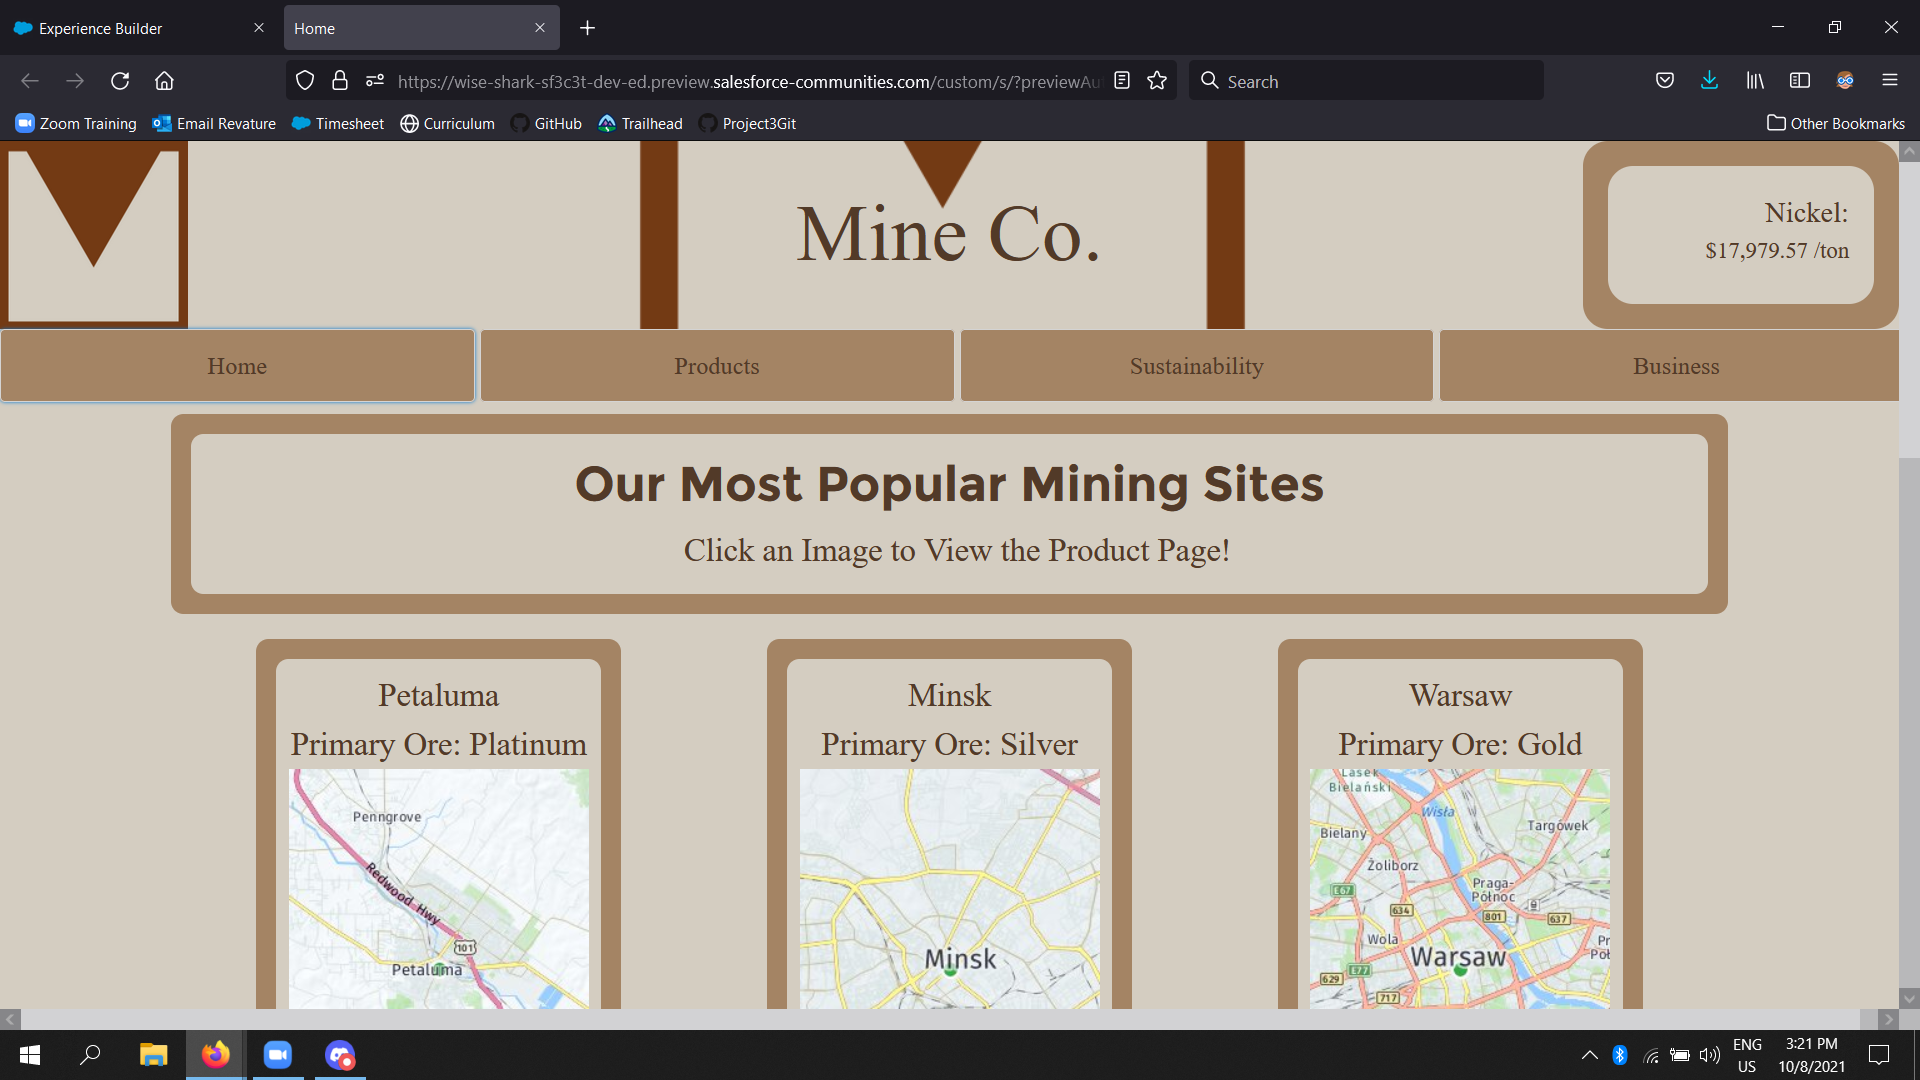 Experience Builder
Home
https://wise-shark-sf3c3t-dev-ed.preview.salesforce-communities.com/custom/s/?previewAu
Search
Zoom Training
Email Revature
Timesheet
Curriculum
GitHub
Trailhead
Project3Git
Other Bookmarks
Mine Co.
Nickel:
$17,979.57 /ton
Home
Products
Sustainability
Business
Our Most Popular Mining Sites
Click an Image to View the Product Page!
Petaluma
Primary Ore: Platinum
Penngrove
Redwood Hwy
101
Petaluma
Minsk
Primary Ore: Silver
Minsk
Warsaw
Primary Ore: Gold
Lasek
Bielański
Wisła
Bielany
Targówek
Żoliborz
Praga-
Północ
E67
634
801
637
Wola
Warsaw
Pr
Poł
629
E77
717
ENG
US
3:21 PM
10/8/2021